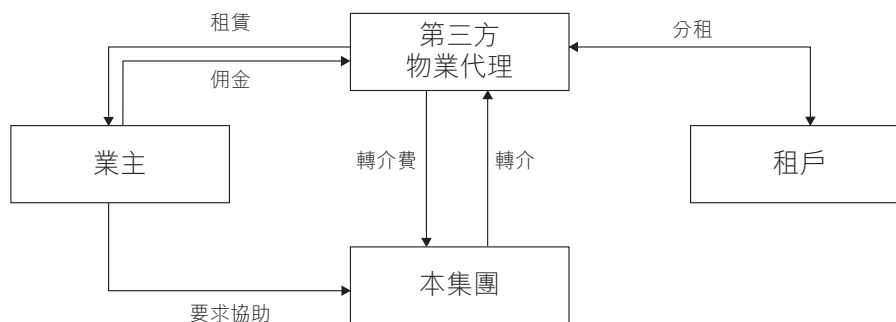 租賃
第三方
物業代理
分租
佣金
業主
轉介費
轉介
租戶
本集團
要求協助